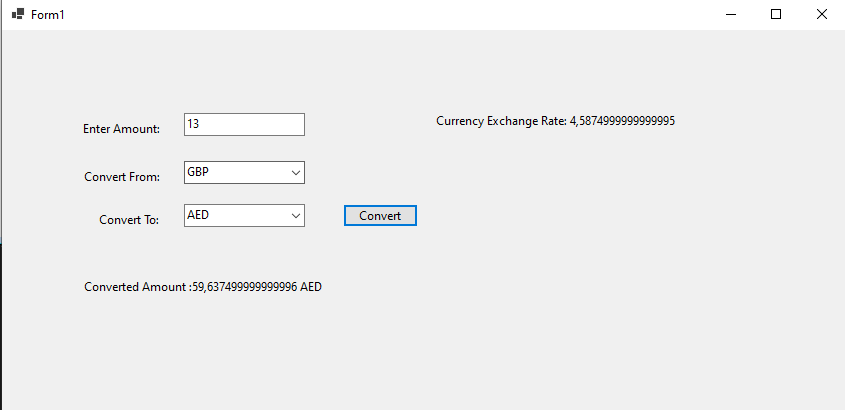 Form1
Enter Amount: 13
Currency Exchange Rate: 4,5874999999999995
Convert From: GBP
Convert To: AED
Convert
Converted Amount :59,637499999999996 AED